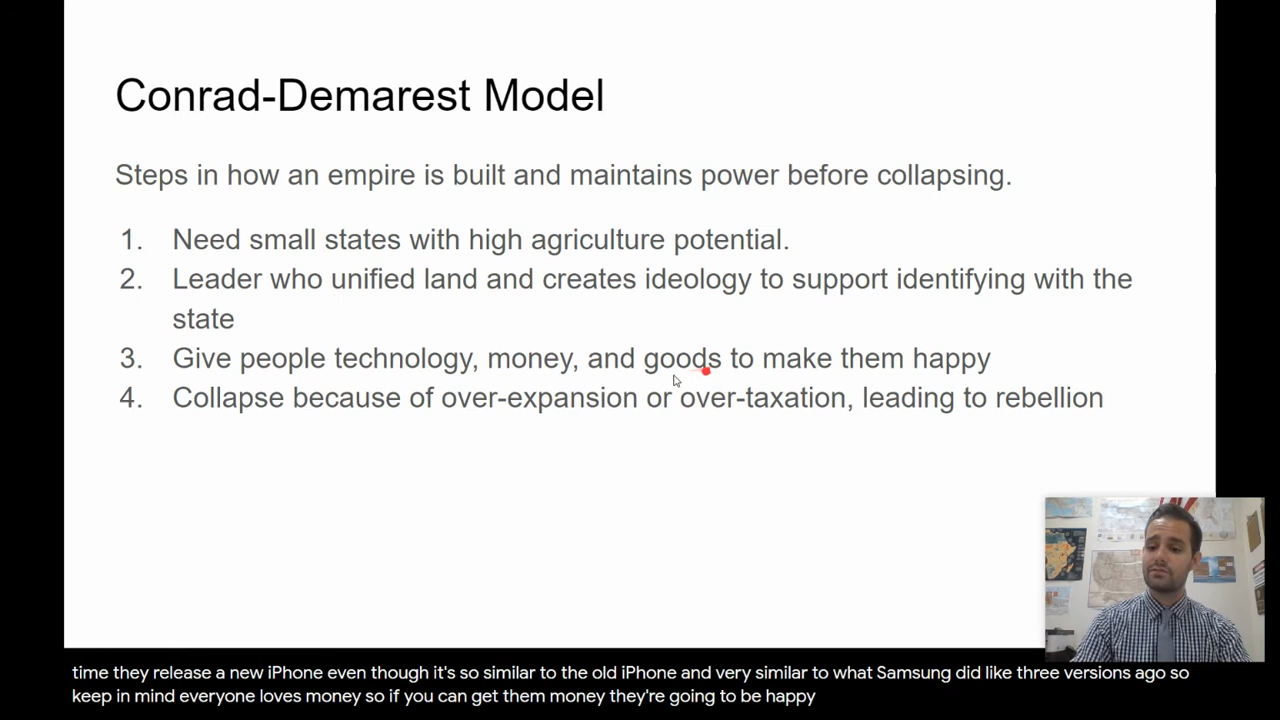 Conrad-Demarest Model
Steps in how an empire is built and maintains power before collapsing.
1. Need small states with high agriculture potential.
2. Leader who unified land and creates ideology to support identifying with the
state
3. Give people technology, money, and goods to make them happy
4. Collapse because of over-expansion or over-taxation, leading to rebellion
time they release a new iPhone even though it's so similar to the old iPhone and very similar to what Samsung did like three versions ago so
keep in mind everyone loves money so if you can get them money they're going to be happy